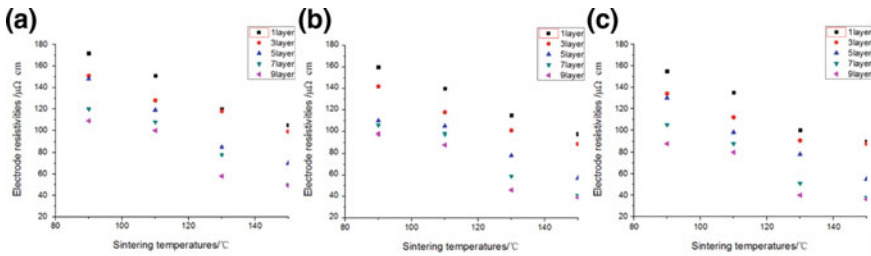 (a)
180
160
140
120
100
80
60
40
20
80
100
120
140
Electrode resistivities /μΩ cm
Sintering temperatures/℃
1layer
3layer
5layer
7layer
9layer
(b)
180
160
140
120
100
80
60
40
20
80
100
120
140
Electrode resistivities /μΩ cm
Sintering temperatures/℃
1layer
3layer
5layer
7layer
9layer
(c)
180
160
140
120
100
80
60
40
20
80
100
120
140
Electrode resistivities /μΩ cm
Sintering temperatures/℃
1layer
3layer
5layer
7layer
9layer